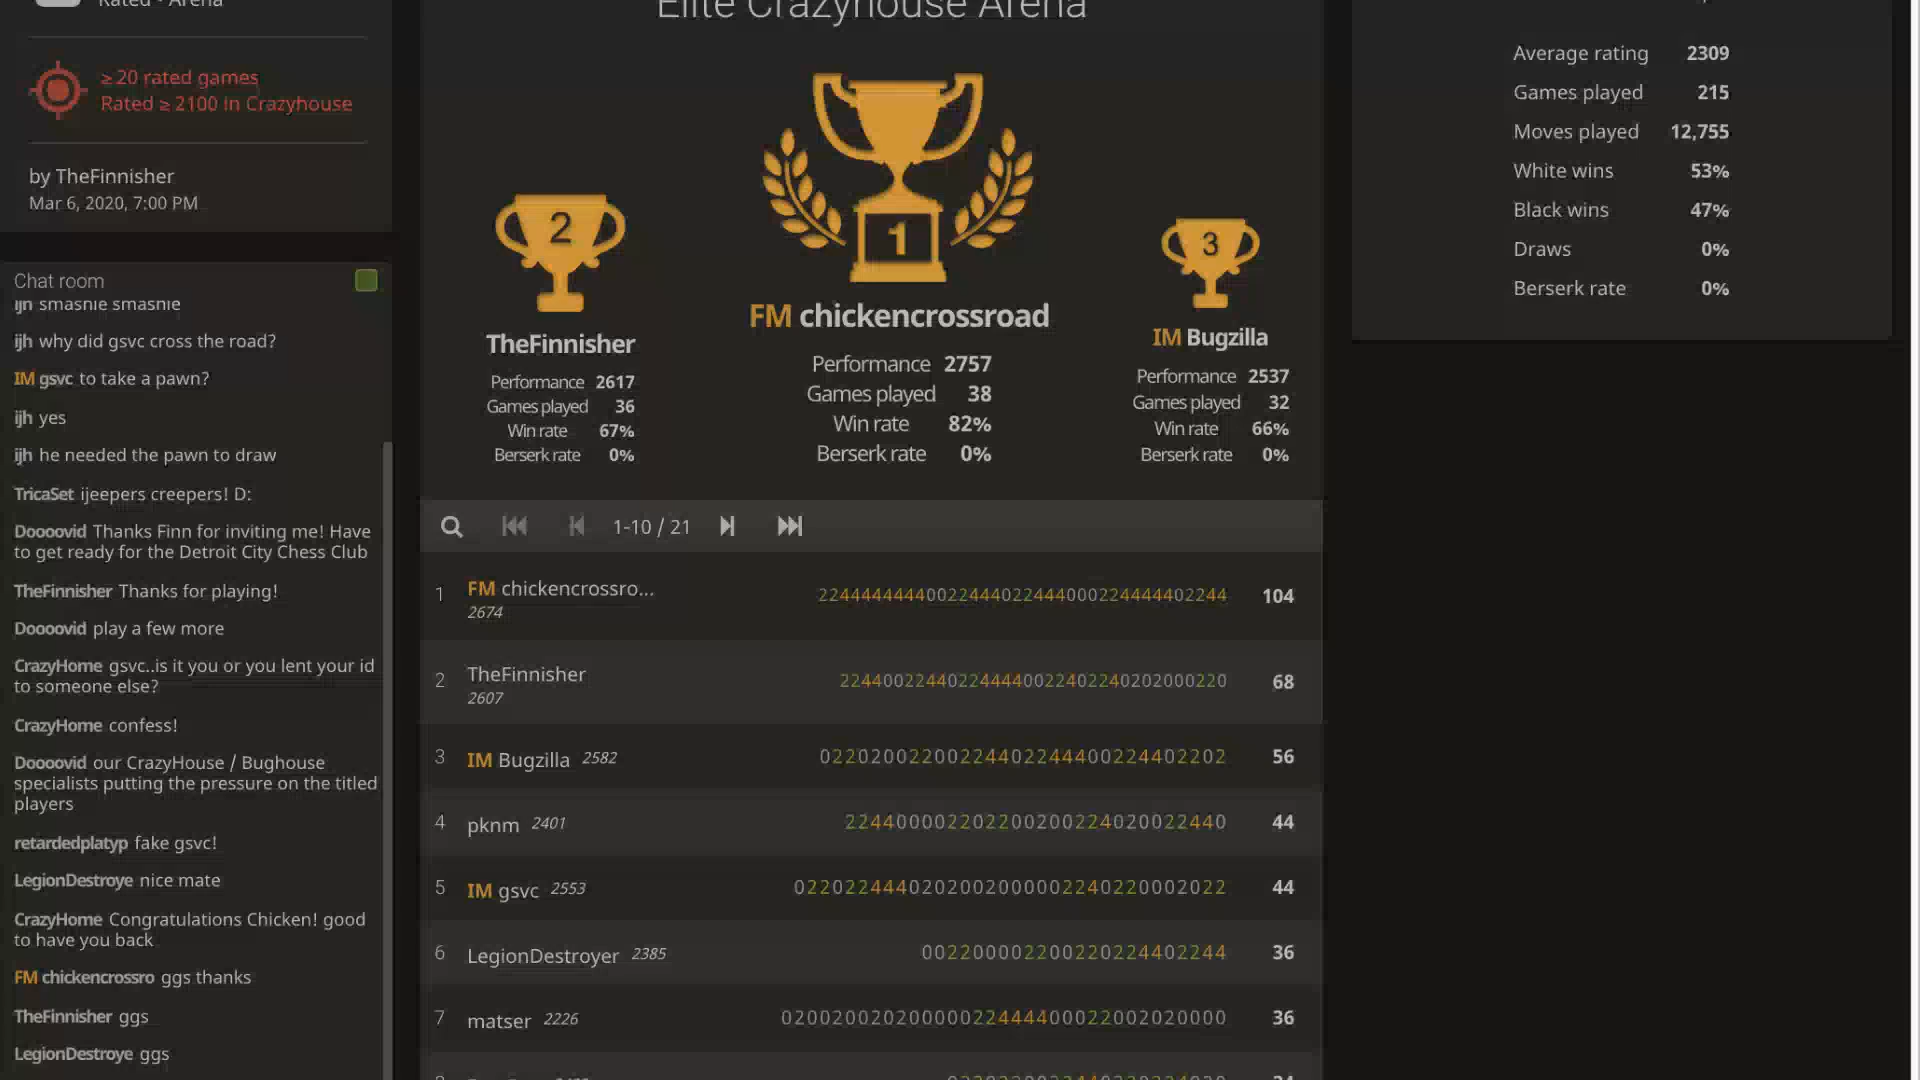 Rated • Arena
≥ 20 rated games
Rated ≥ 2100 in Crazyhouse
by TheFinnisher
Mar 6, 2020, 7:00 PM
Chat room
ijh smashie smashie
ijh why did gsvc cross the road?
IM gsvc to take a pawn?
ijh yes
ijh he needed the pawn to draw
TricaSet ijeepers creepers! D:
Doooovid Thanks Finn for inviting me! Have
to get ready for the Detroit City Chess Club
TheFinnisher Thanks for playing!
Doooovid play a few more
CrazyHome gsvc..is it you or you lent your id
to someone else?
CrazyHome confess!
Doooovid our CrazyHouse / Bughouse
specialists putting the pressure on the titled
players
retardedplatyp fake gsvc!
LegionDestroye nice mate
CrazyHome Congratulations Chicken! good
to have you back
FM chickencrossro ggs thanks
TheFinnisher ggs
LegionDestroye ggs
Elite Crazyhouse Arena
2
TheFinnisher
Performance 2617
Games played 36
Win rate 67%
Berserk rate 0%
1
FM chickencrossroad
Performance 2757
Games played 38
Win rate 82%
Berserk rate 0%
3
IM Bugzilla
Performance 2537
Games played 32
Win rate 66%
Berserk rate 0%
1-10 / 21
1 FM chickencrossro... 22444444440022444022444000224444402244 104
2674
2 TheFinnisher 224400224402244440022402240202000220 68
2607
3 IM Bugzilla 2582 02202002200224402244400224402202 56
4 pknm 2401 224400002202200200224020022440 44
5 IM gsvc 2553 0220224440202002000002240220002022 44
6 LegionDestroyer 2385 002200002200220224402244 36
7 matser 2226 02002002020000022444400022002020000 36
Average rating 2309
Games played 215
Moves played 12,755
White wins 53%
Black wins 47%
Draws 0%
Berserk rate 0%